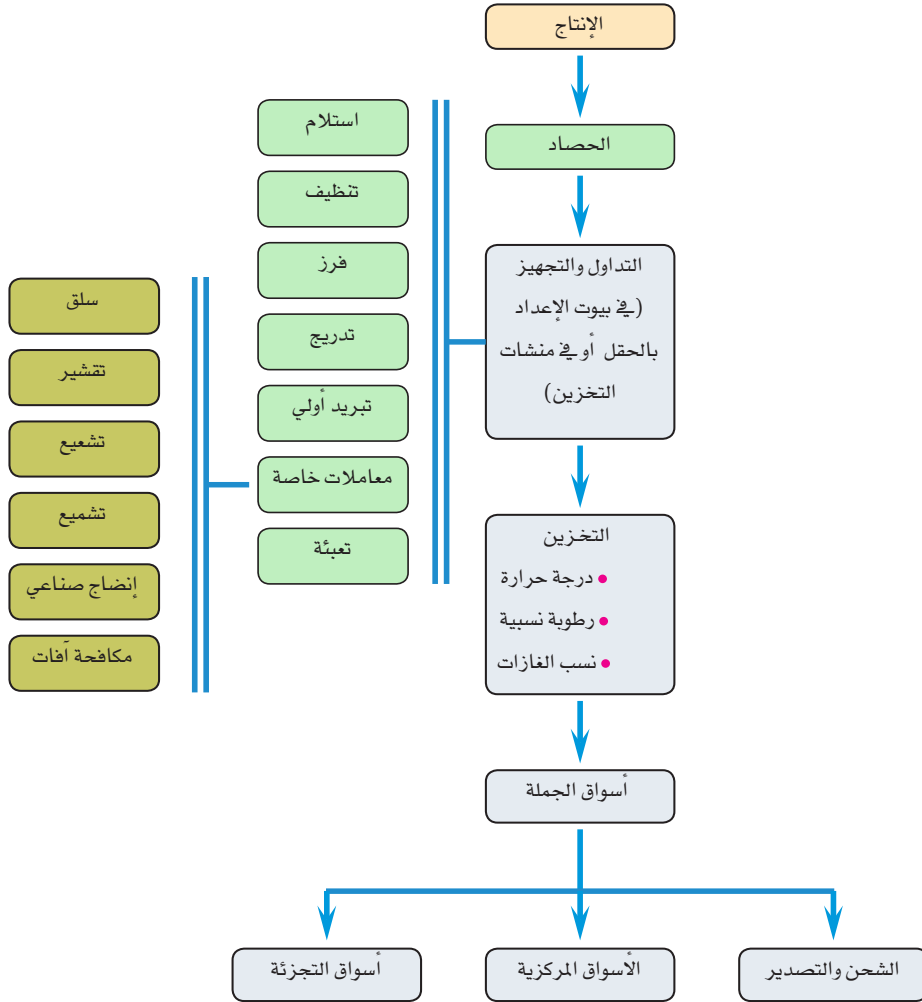 الإنتاج
الحصاد
التداول والتجهيز
(في بيوت الإعداد
بالحقل أو في منشات
التخزين)
استلام
تنظيف
فرز
تدريج
تبريد أولي
معاملات خاصة
تعبئة
سلق
تقشير
تشعيع
تشميع
إنضاج صناعي
مكافحة آفات
التخزين
• درجة حرارة
• رطوبة نسبية
• نسب الغازات
أسواق الجملة
الشحن والتصدير
الأسواق المركزية
أسواق التجزئة